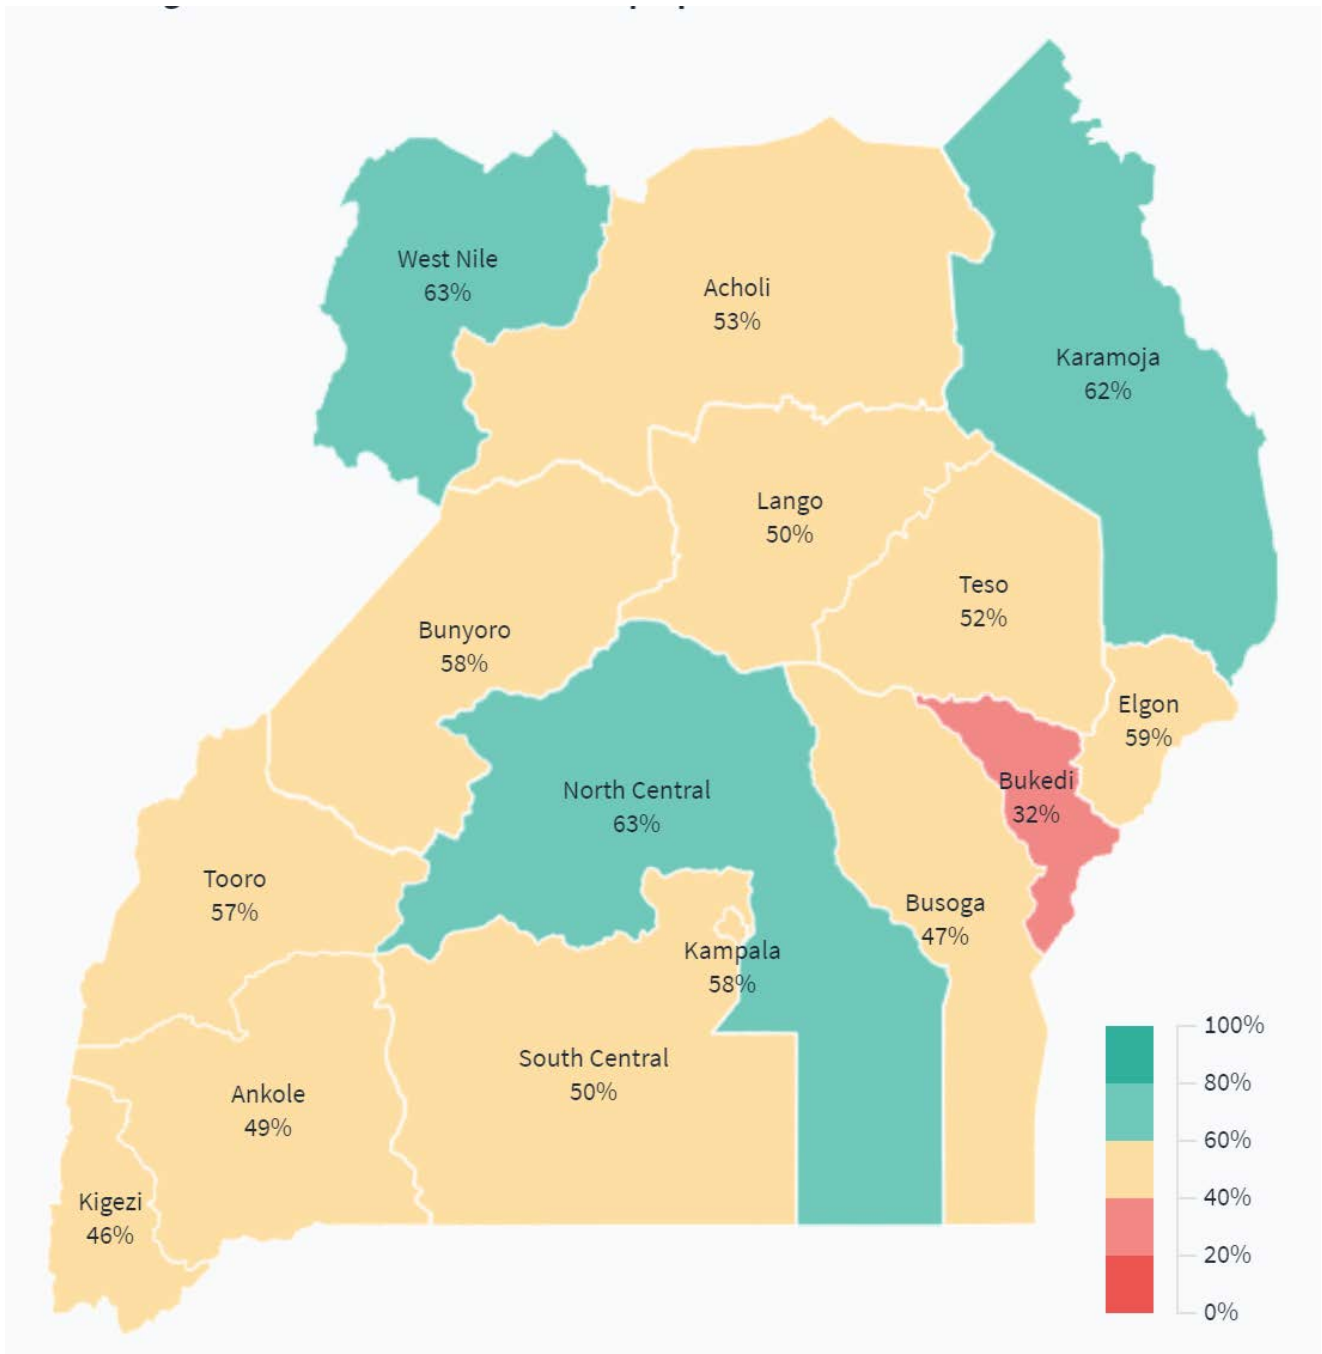 West Nile
63%
Acholi
53%
Karamoja
62%
Lango
50%
Teso
52%
Bunyoro
58%
Elgon
59%
North Central
63%
Bukedi
32%
Tooro
57%
Busoga
47%
Kampala
58%
South Central
50%
Ankole
49%
Kigezi
46%
100%
80%
60%
40%
20%
0%